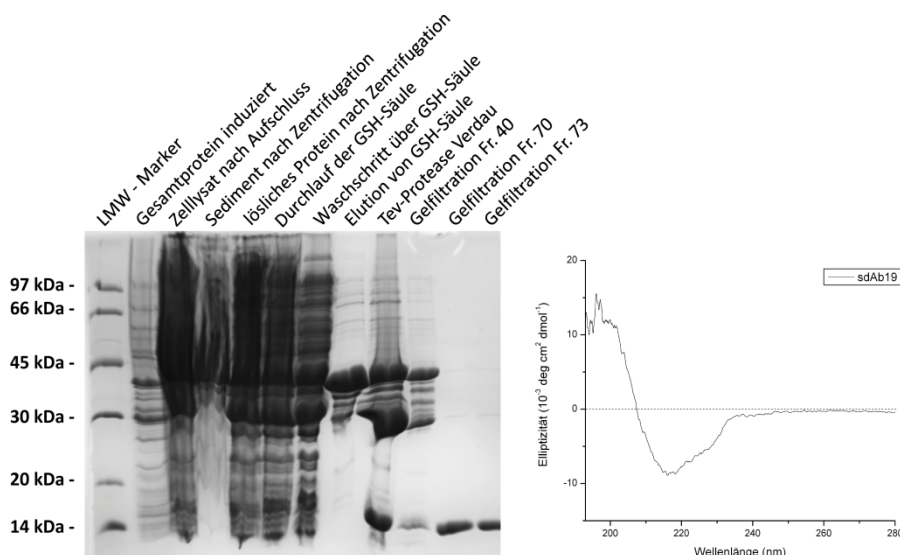 LMW - Marker
Gesamtprotein induziert
Zelllysat nach Aufschluss
Sediment nach Zentrifugation
lösliches Protein nach Zentrifugation
Durchlauf der GSH-Säule
Waschschritt über GSH-Säule
Elution von GSH-Säule
Tev-Protease Verdau
Gelfiltration Fr. 40
Gelfiltration Fr. 70
Gelfiltration Fr. 73
97 kDa -
66 kDa -
45 kDa -
30 kDa -
20 kDa -
14 kDa -
20
10
0
-10
Elliptizität (10⁻³ deg cm² dmol⁻¹)
sdAb19
200 220 240 260 280
Wellenlänge (nm)